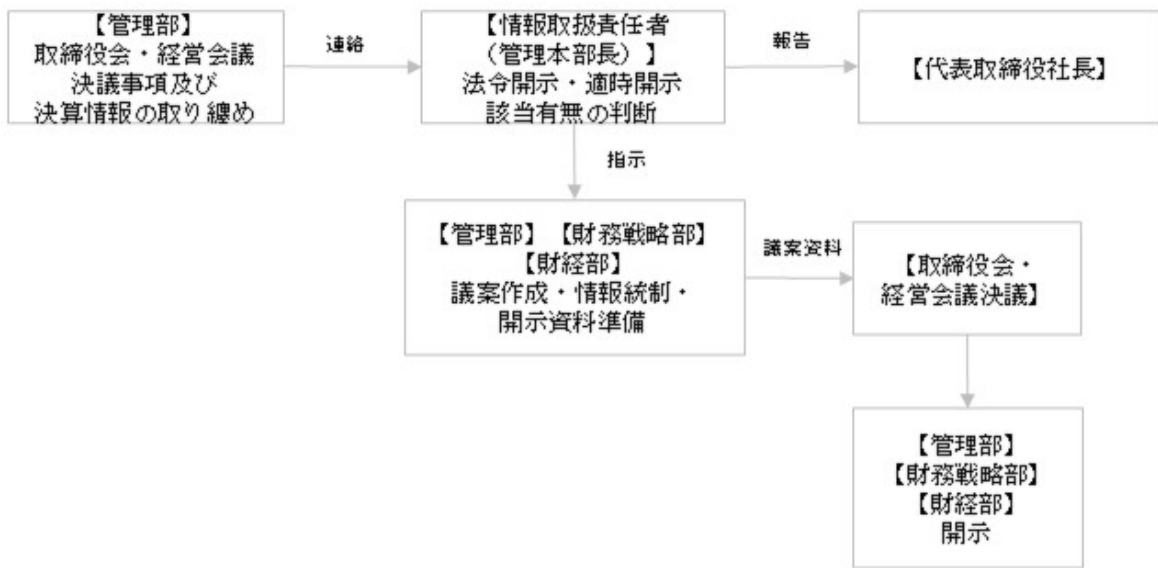 【管理部】
取締役会・経営会議
決議事項及び
決算情報の取り纏め
連絡
【情報取扱責任者
（管理本部長）】
法令開示・適時開示
該当有無の判断
報告
【代表取締役社長】
指示
【管理部】【財務戦略部】
【財経部】
議案作成・情報統制・
開示資料準備
議案資料
【取締役会・
経営会議決議】
【管理部】
【財務戦略部】
【財経部】
開示